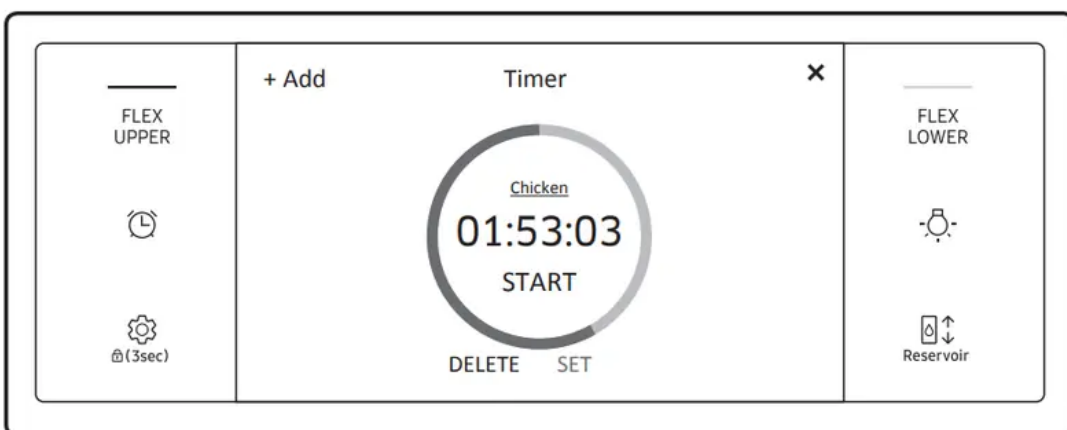 FLEX
UPPER
(3sec)
+ Add
Timer
×
Chicken
01:53:03
START
DELETE
SET
FLEX
LOWER
Reservoir